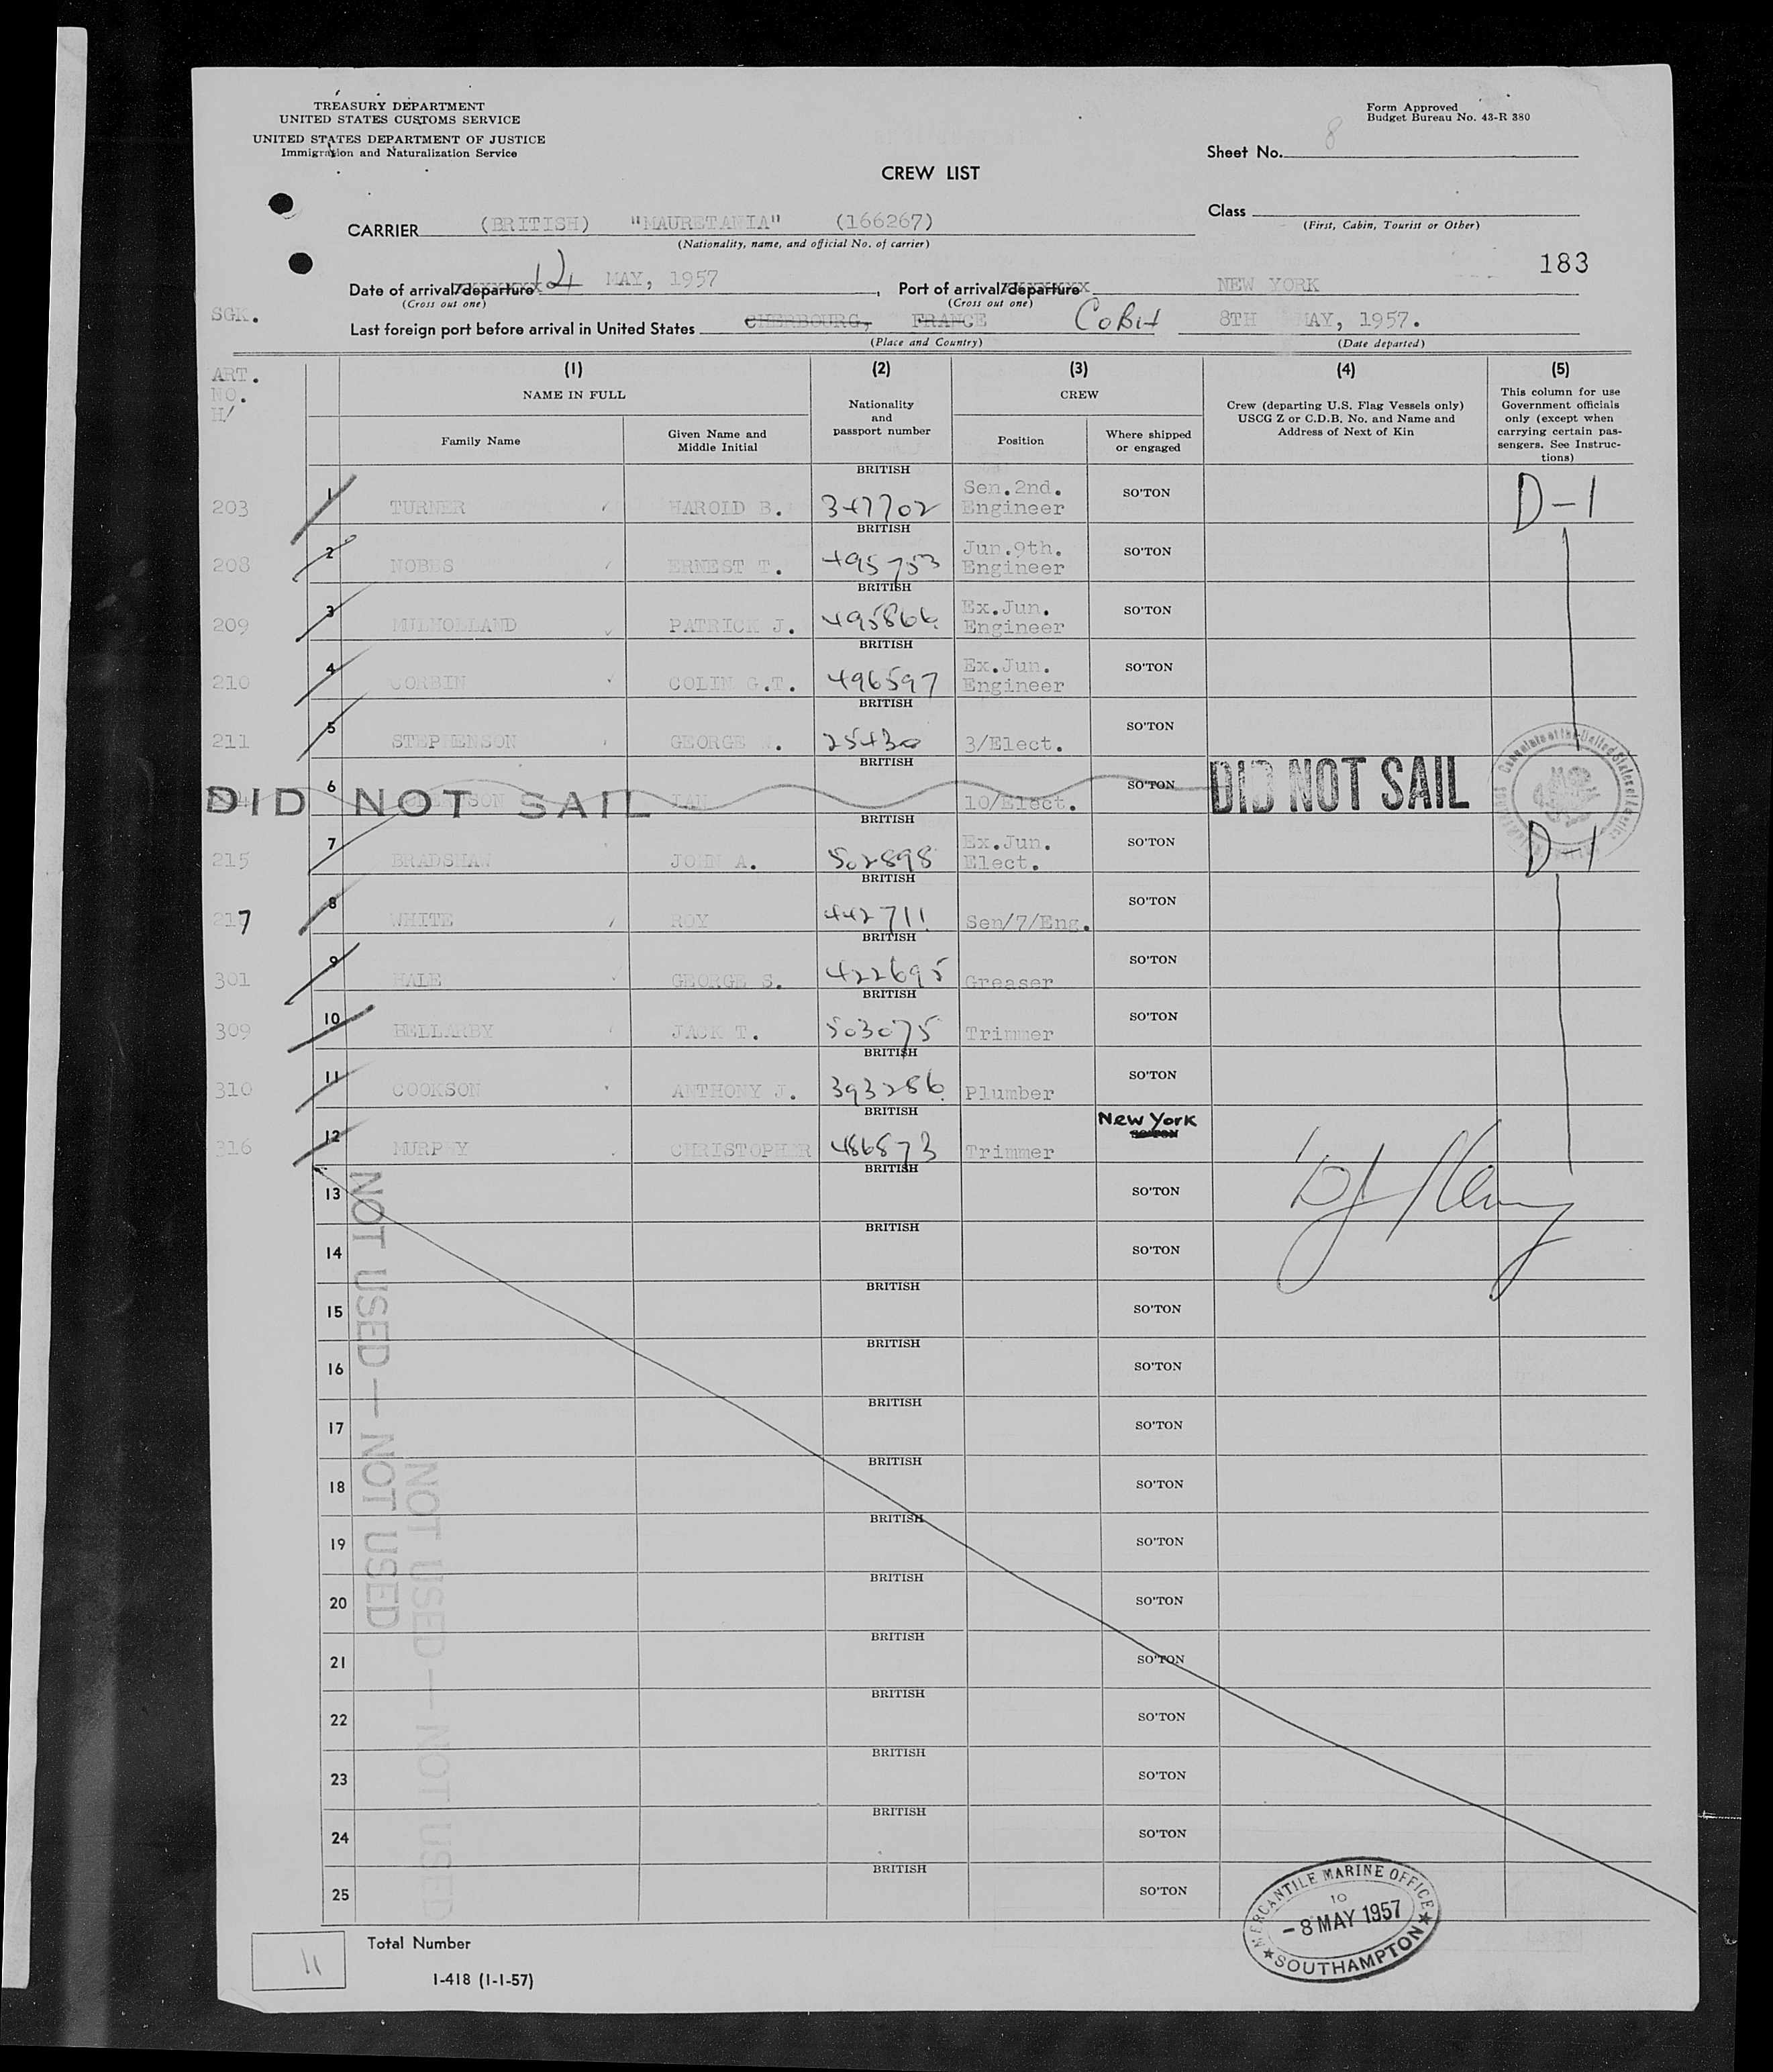 TREASURY DEPARTMENT
UNITED STATES CUSTOMS SERVICE
UNITED STATES DEPARTMENT OF JUSTICE
Immigration and Naturalization Service
Form Approved
Budget Bureau No. 43-R 380
Sheet No. 8
CREW LIST
Class
(First, Cabin, Tourist or Other)
CARRIER (BRITISH) "MAURETANIA" (166267)
(Nationality, name, and official No. of carrier)
183
Date of arrival/departure 14 MAY, 1957, Port of arrival/departure NEW YORK
(Cross out one) (Cross out one)
SGK.
Last foreign port before arrival in United States CHERBOURG, FRANCE COBH 8TH MAY, 1957.
(Place and Country) (Date departed)
ART.
NO.
H/
(1) (2) (3) (4) (5)
NAME IN FULL
Nationality
and
passport number
CREW
Crew (departing U.S. Flag Vessels only)
USCG Z or C.D.B. No. and Name and
Address of Next of Kin
This column for use
Government officials
only (except when
carrying certain pas-
sengers. See Instruc-
tions)
Family Name
Given Name and
Middle Initial
Position
Where shipped
or engaged
BRITISH
203 1 TURNER HAROLD B. 347702 Sen.2nd. Engineer SO'TON D-1
BRITISH
208 2 NOBBS ERNEST T. 495753 Jun.9th. Engineer SO'TON
BRITISH
209 3 MULHOLLAND PATRICK J. 495866 Ex.Jun. Engineer SO'TON
BRITISH
210 4 CORBIN COLIN G.T. 496597 Ex.Jun. Engineer SO'TON
BRITISH
211 5 STEPHENSON GEORGE 25430 3/Elect. SO'TON
BRITISH
6 IAN 10/Elect. SO'TON
DID NOT SAIL DID NOT SAIL
BRITISH
215 7 BRADSHAW JOHN A. 502898 Ex.Jun. Elect. SO'TON D-1
BRITISH
217 8 WHITE ROY 442711 Sen/7/Eng. SO'TON
BRITISH
301 9 HALE GEORGE S. 422695 Greaser SO'TON
BRITISH
309 10 BELLARBY JACK T. 503075 Trimmer SO'TON
BRITISH
310 11 COOKSON ANTHONY J. 393286 Plumber SO'TON
BRITISH
316 12 MURPHY CHRISTOPHER 486873 Trimmer New York SO'TON
BRITISH
13 SO'TON
BRITISH
14 SO'TON
BRITISH
15 SO'TON
BRITISH
16 SO'TON
BRITISH
17 SO'TON
BRITISH
18 SO'TON
BRITISH
19 SO'TON
BRITISH
20 SO'TON
BRITISH
21 SO'TON
BRITISH
22 SO'TON
BRITISH
23 SO'TON
BRITISH
24 SO'TON
BRITISH
25 SO'TON
NOT USED — NOT USED
NOT USED — NOT USED
MERCANTILE MARINE OFFICE
10
- 8 MAY 1957
★ SOUTHAMPTON ★
11 Total Number
I-418 (1-1-57)